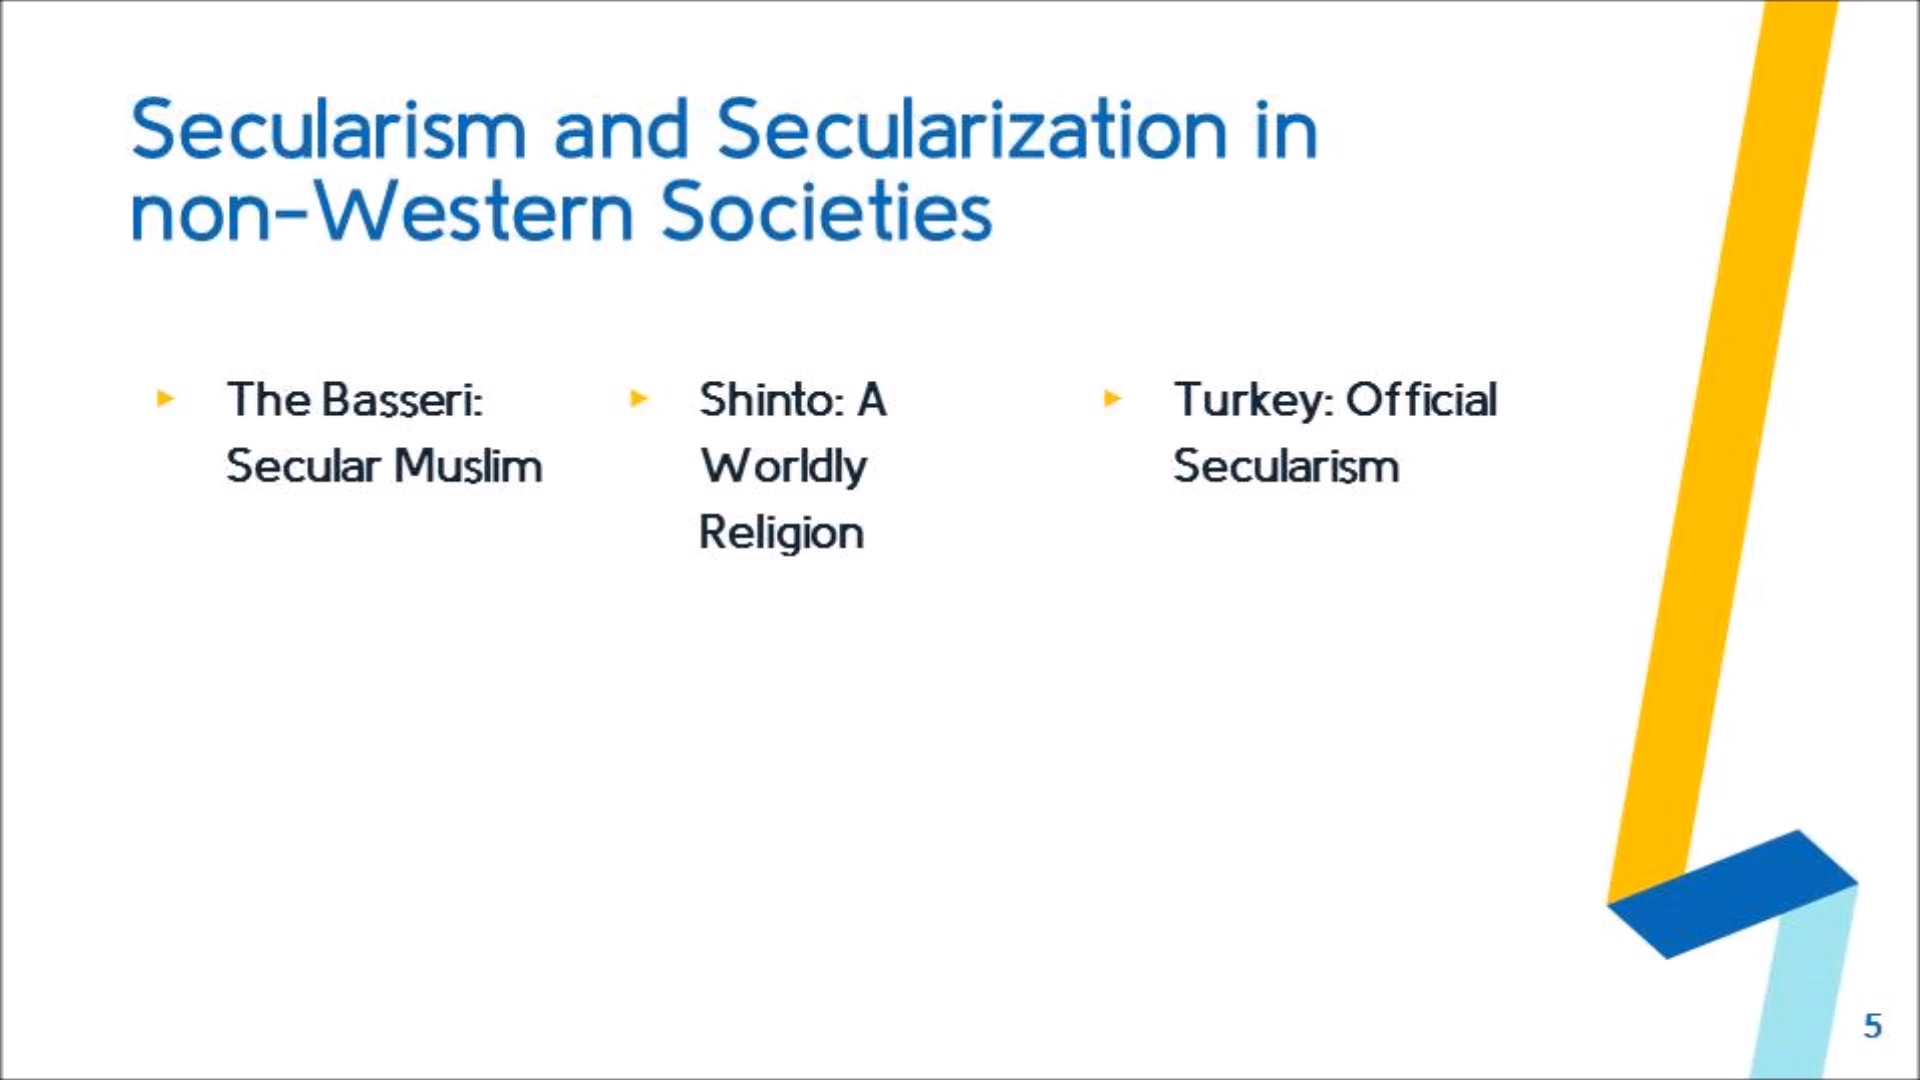 Secularism and Secularization in
non-Western Societies
The Basseri:
Secular Muslim
Shinto: A
Worldly
Religion
Turkey: Official
Secularism
5